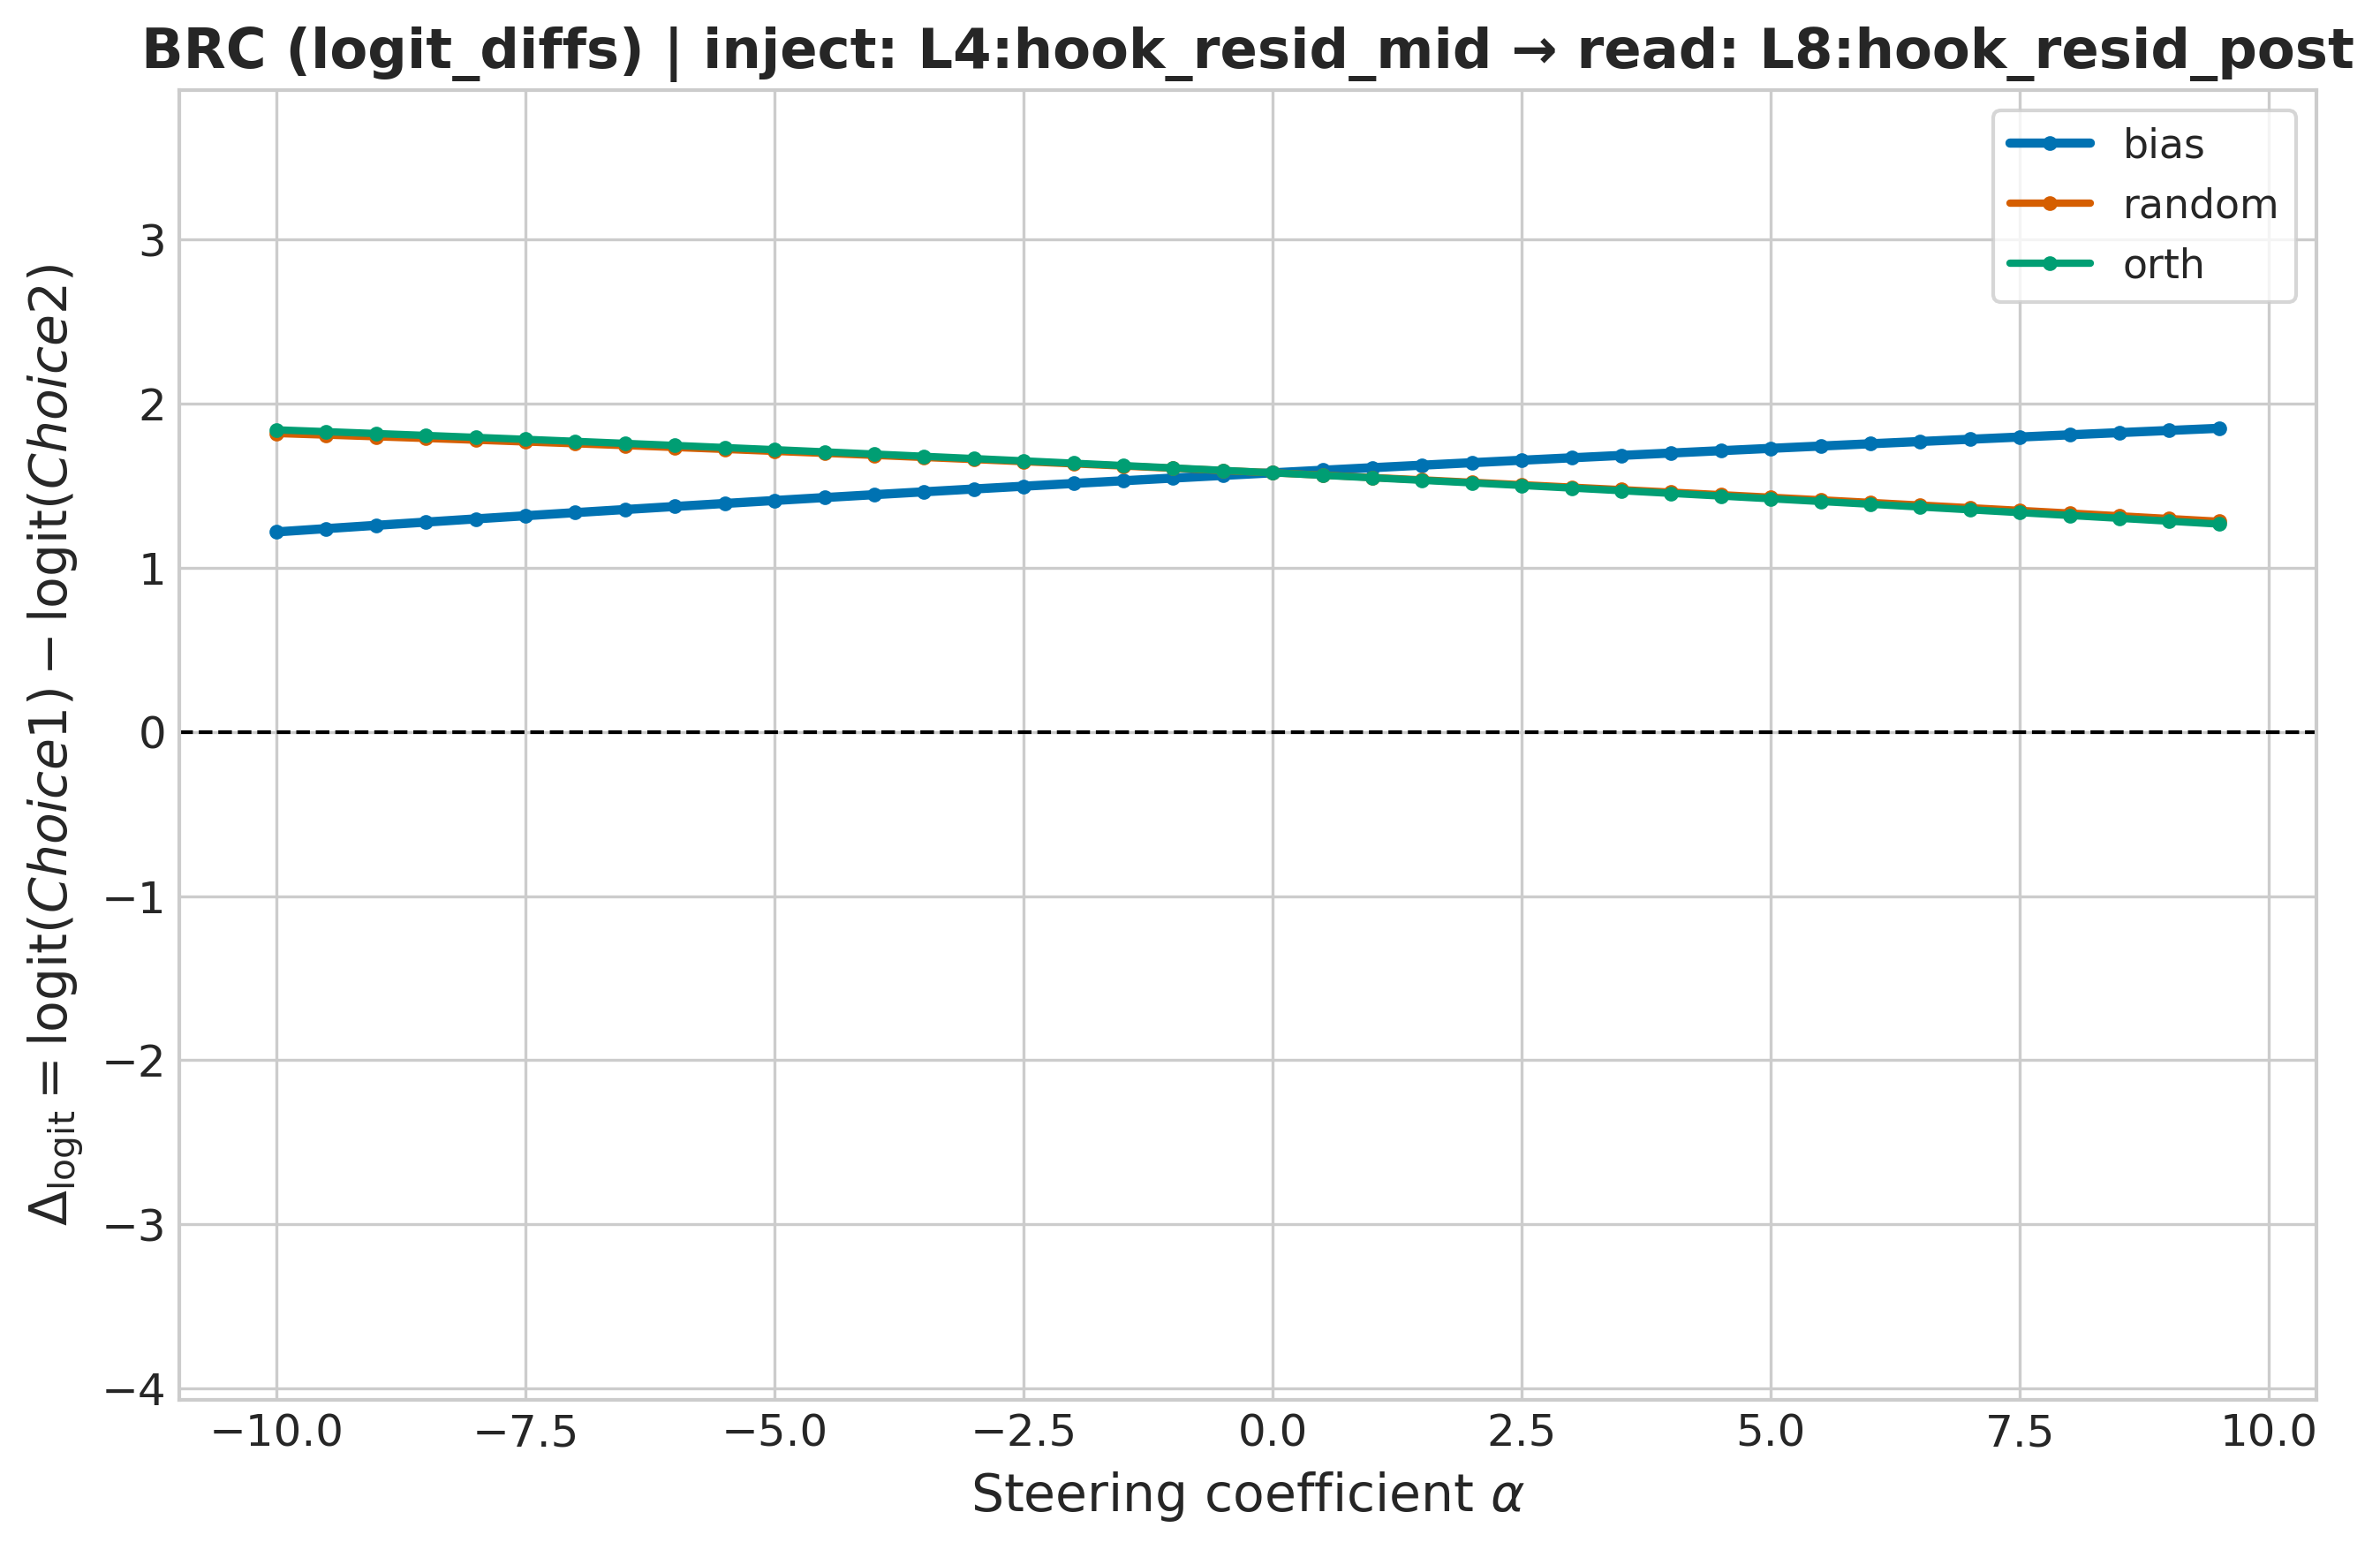 BRC (logit_diffs) | inject: L4:hook_resid_mid → read: L8:hook_resid_post
bias
random
orth
3
2
1
0
−1
−2
−3
−4
Δlogit = logit(Choice1) − logit(Choice2)
−10.0 −7.5 −5.0 −2.5 0.0 2.5 5.0 7.5 10.0
Steering coefficient α